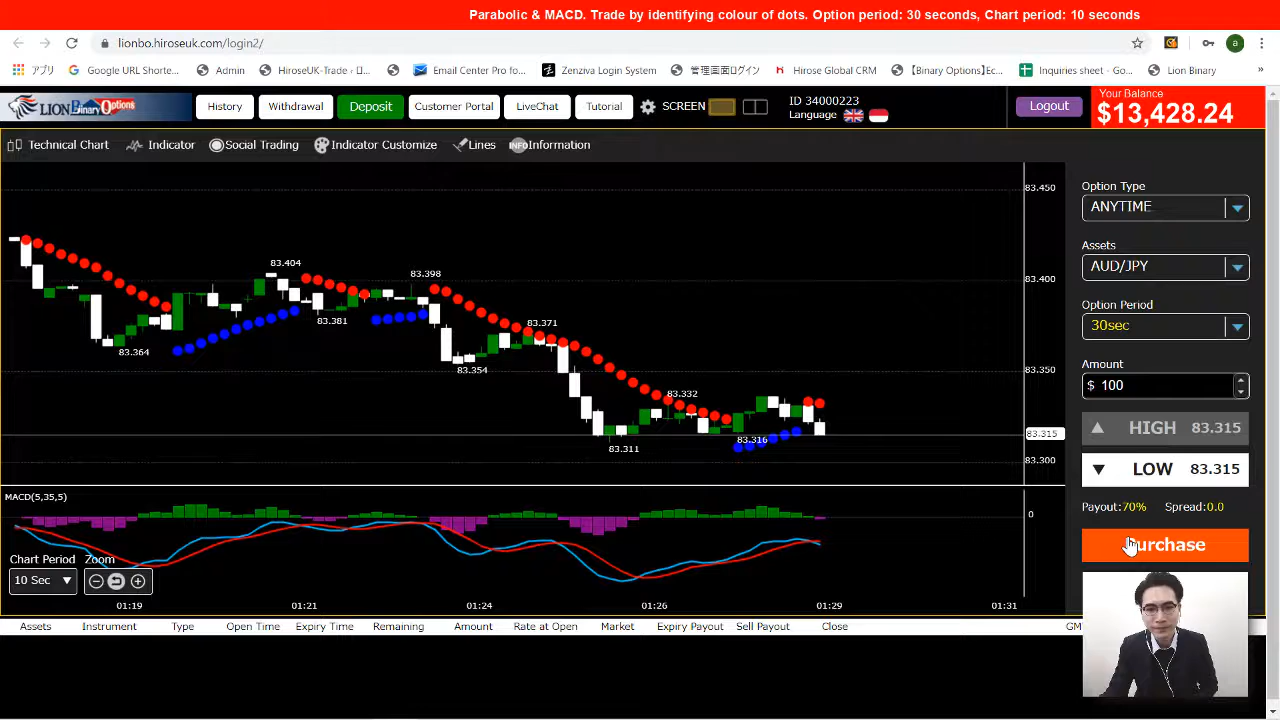 Parabolic & MACD. Trade by identifying colour of dots. Option period: 30 seconds, Chart period: 10 seconds
lionbo.hiroseuk.com/login2/
アプリ Google URL Shorte... Admin HiroseUK-Trade‹ロ... Email Center Pro fo... Zenziva Login System 管理画面ログイン Hirose Global CRM 【Binary Options】Ec... Inquiries sheet - Go... Lion Binary »
LION Binary Options History Withdrawal Deposit Customer Portal LiveChat Tutorial SCREEN ID 34000223 Language Logout Your Balance $13,428.24
Technical Chart Indicator Social Trading Indicator Customize Lines INFO Information
83.450
83.400
83.350
83.315
83.300
83.404
83.398
83.381
83.371
83.364
83.354
83.332
83.316
83.311
Option Type
ANYTIME
Assets
AUD/JPY
Option Period
30sec
Amount
$ 100
HIGH 83.315
LOW 83.315
Payout:70% Spread:0.0
urchase
MACD(5,35,5)
0
Chart Period Zoom
10 Sec
01:19 01:21 01:24 01:26 01:29 01:31
Assets Instrument Type Open Time Expiry Time Remaining Amount Rate at Open Market Expiry Payout Sell Payout Close GM